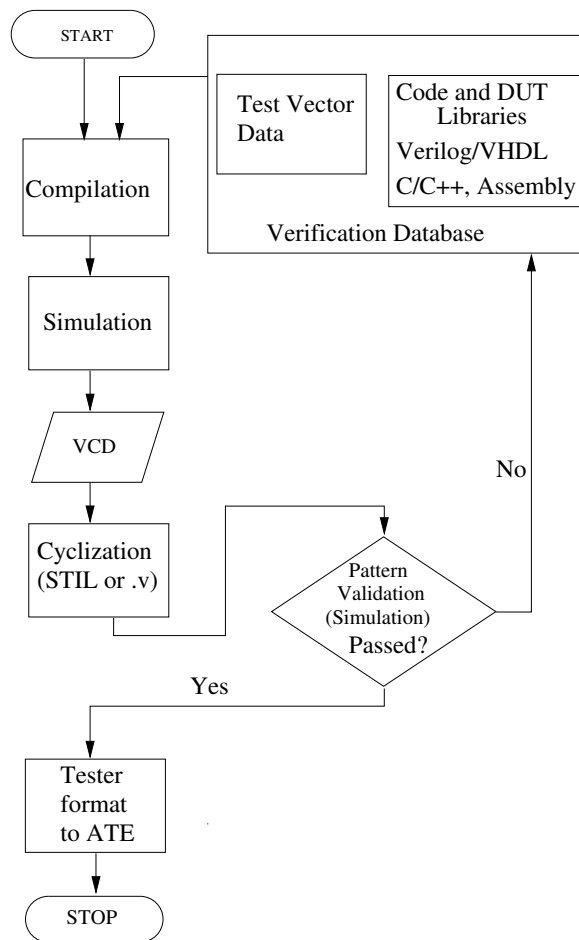 START
Test Vector
Data
Code and DUT
Libraries
Verilog/VHDL
C/C++, Assembly
Verification Database
Compilation
Simulation
VCD
Cyclization
(STIL or .v)
Pattern
Validation
(Simulation)
Passed?
No
Yes
Tester
format
to ATE
STOP